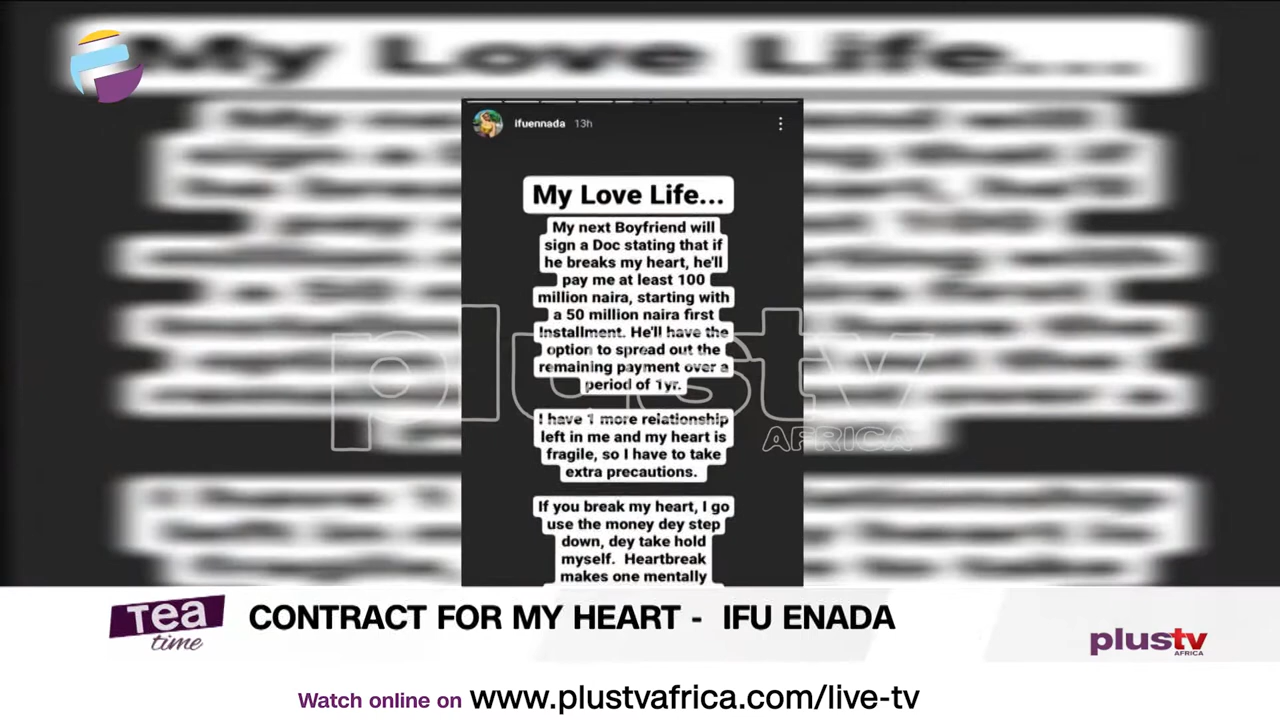 My Love Life...
ifuennada 13h
My Love Life...
My next Boyfriend will
sign a Doc stating that if
he breaks my heart, he'll
pay me at least 100
million naira, starting with
a 50 million naira first
Installment. He'll have the
option to spread out the
remaining payment over a
period of 1yr.
I have 1 more relationship
left in me and my heart is
fragile, so I have to take
extra precautions.
If you break my heart, I go
use the money dey step
down, dey take hold
myself. Heartbreak
makes one mentally
plustv
AFRICA
Tea
time
CONTRACT FOR MY HEART - IFU ENADA
plustv
AFRICA
Watch online on www.plustvafrica.com/live-tv